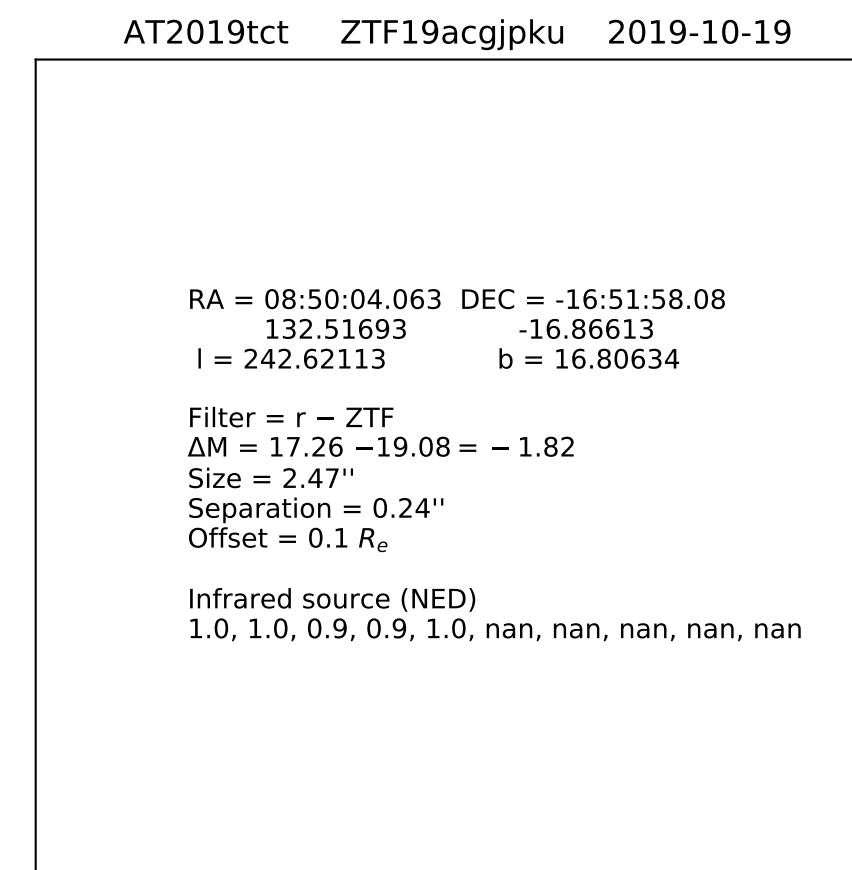 AT2019tct ZTF19acgjpku 2019-10-19
RA = 08:50:04.063 DEC = -16:51:58.08
132.51693 -16.86613
l = 242.62113 b = 16.80634
Filter = r − ZTF
ΔM = 17.26 −19.08 = − 1.82
Size = 2.47''
Separation = 0.24''
Offset = 0.1 Re
Infrared source (NED)
1.0, 1.0, 0.9, 0.9, 1.0, nan, nan, nan, nan, nan